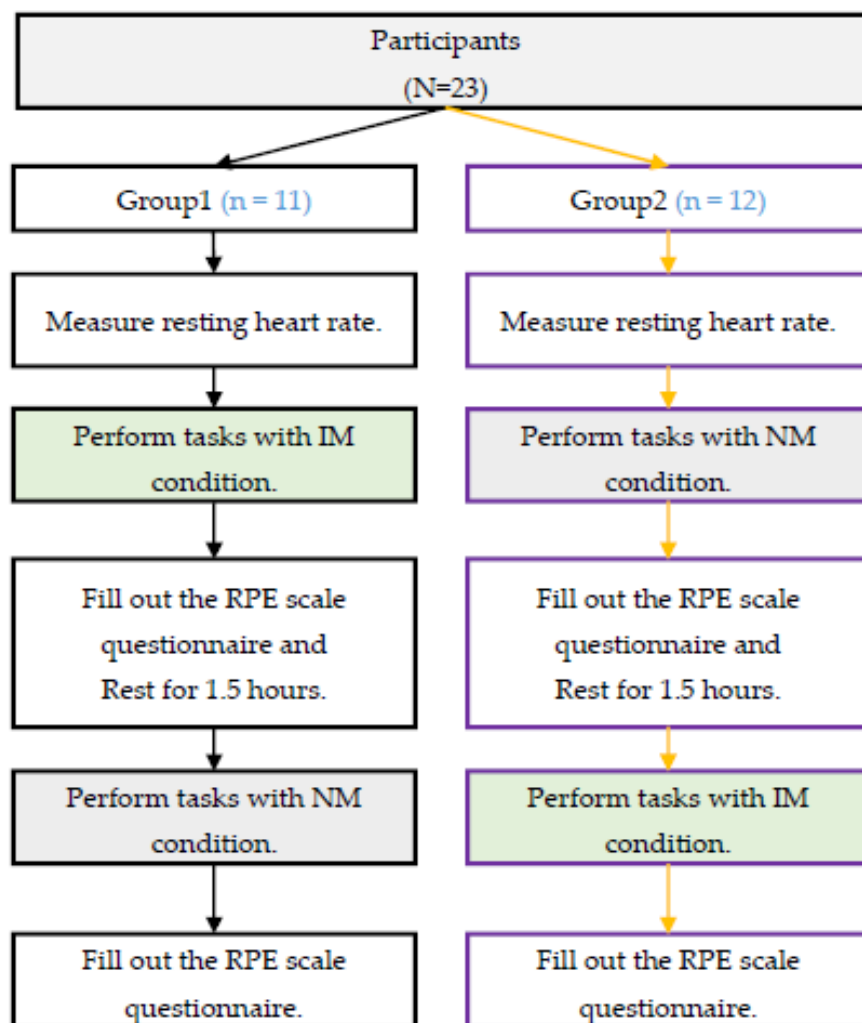 Participants
(N=23)
Group1 (n = 11)
Group2 (n = 12)
Measure resting heart rate.
Measure resting heart rate.
Perform tasks with IM
condition.
Perform tasks with NM
condition.
Fill out the RPE scale
questionnaire and
Rest for 1.5 hours.
Fill out the RPE scale
questionnaire and
Rest for 1.5 hours.
Perform tasks with NM
condition.
Perform tasks with IM
condition.
Fill out the RPE scale
questionnaire.
Fill out the RPE scale
questionnaire.